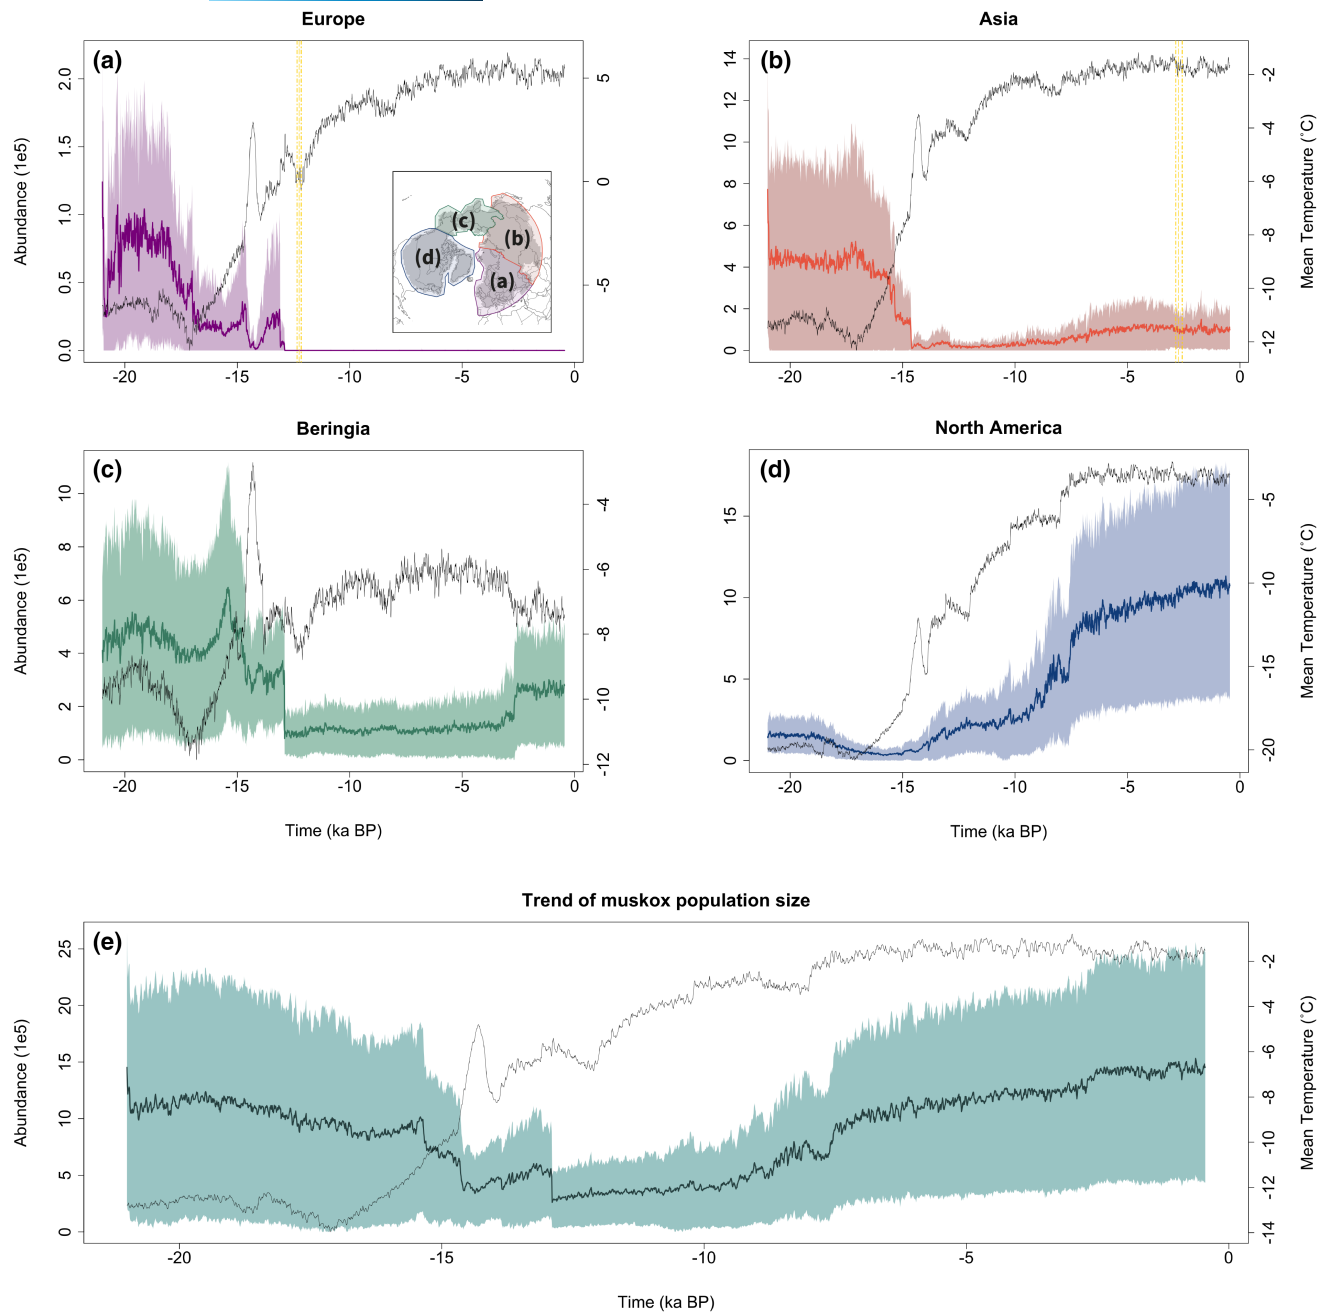 Europe
Asia
(a)
(b)
2.0
1.5
1.0
0.5
0.0
Abundance (1e5)
5
0
-5
(c)
(b)
(d)
(a)
-20 -15 -10 -5 0
14
12
10
8
6
4
2
0
-2
-4
-6
-8
-10
-12
Mean Temperature (˚C)
-20 -15 -10 -5 0
Beringia
North America
(c)
(d)
10
8
6
4
2
0
Abundance (1e5)
-4
-6
-8
-10
-12
-20 -15 -10 -5 0
Time (ka BP)
15
10
5
0
-5
-10
-15
-20
Mean Temperature (˚C)
-20 -15 -10 -5 0
Time (ka BP)
Trend of muskox population size
(e)
25
20
15
10
5
0
Abundance (1e5)
-2
-4
-6
-8
-10
-12
-14
Mean Temperature (˚C)
-20 -15 -10 -5 0
Time (ka BP)